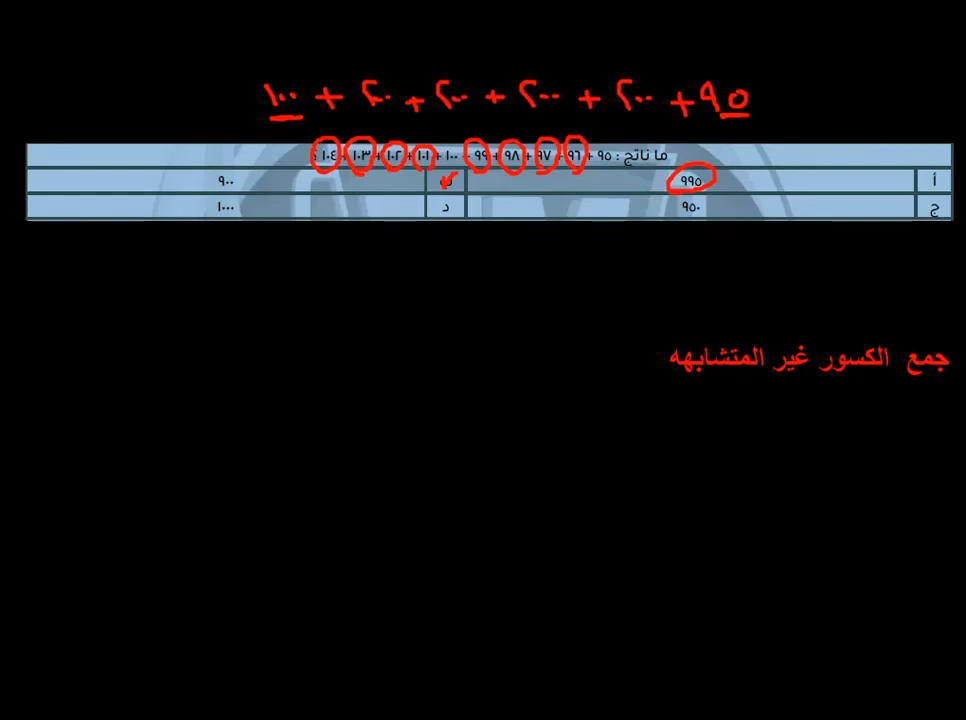 ١٠٠ + ٢٠٠ + ٢٠٠ + ٢٠٠ + ٢٠٠ + ٩٥
ما ناتج : ٩٥ + ٩٦ + ٩٧ + ٩٨ + ٩٩ + ١٠٠ + ١٠١ + ١٠٢ + ١٠٣ + ١٠٤ ؟
أ ٩٩٥ ب ٩٠٠
ج ٩٥٠ د ١٠٠٠
جمع الكسور غير المتشابهه